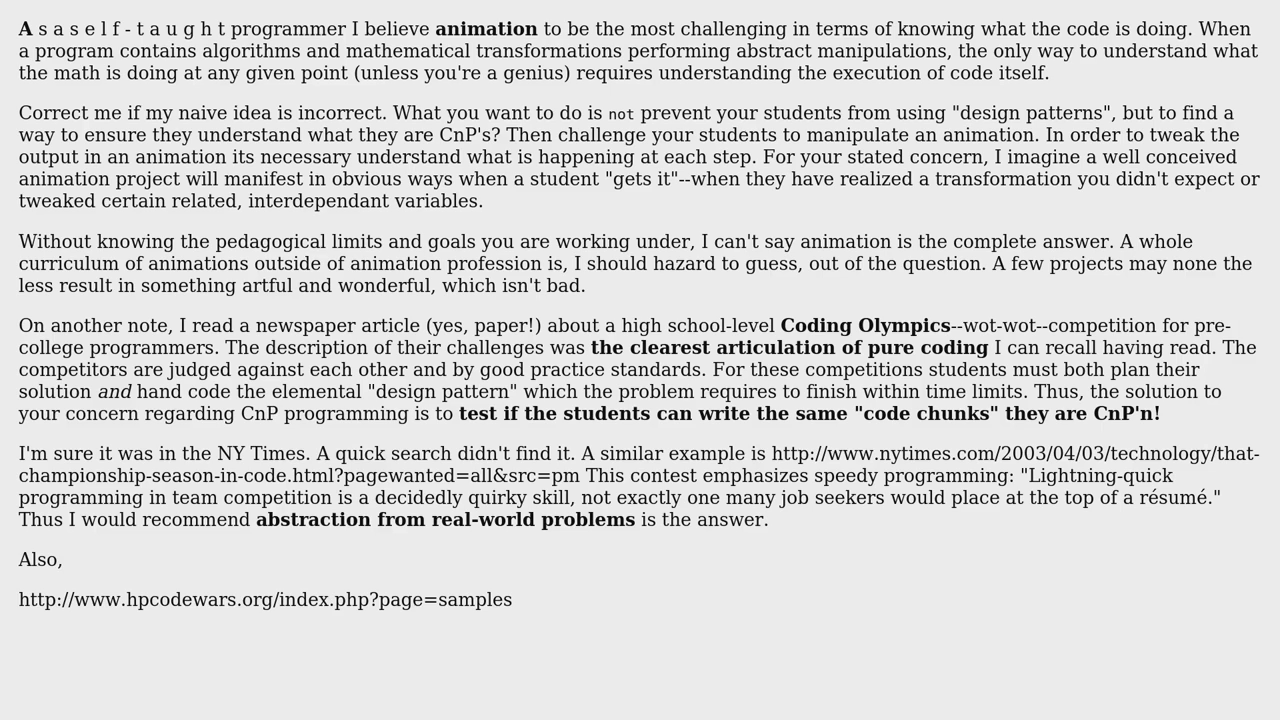 A s a s e l f - t a u g h t programmer I believe animation to be the most challenging in terms of knowing what the code is doing. When
a program contains algorithms and mathematical transformations performing abstract manipulations, the only way to understand what
the math is doing at any given point (unless you're a genius) requires understanding the execution of code itself.
Correct me if my naive idea is incorrect. What you want to do is not prevent your students from using "design patterns", but to find a
way to ensure they understand what they are CnP's? Then challenge your students to manipulate an animation. In order to tweak the
output in an animation its necessary understand what is happening at each step. For your stated concern, I imagine a well conceived
animation project will manifest in obvious ways when a student "gets it"--when they have realized a transformation you didn't expect or
tweaked certain related, interdependant variables.
Without knowing the pedagogical limits and goals you are working under, I can't say animation is the complete answer. A whole
curriculum of animations outside of animation profession is, I should hazard to guess, out of the question. A few projects may none the
less result in something artful and wonderful, which isn't bad.
On another note, I read a newspaper article (yes, paper!) about a high school-level Coding Olympics--wot-wot--competition for pre-
college programmers. The description of their challenges was the clearest articulation of pure coding I can recall having read. The
competitors are judged against each other and by good practice standards. For these competitions students must both plan their
solution and hand code the elemental "design pattern" which the problem requires to finish within time limits. Thus, the solution to
your concern regarding CnP programming is to test if the students can write the same "code chunks" they are CnP'n!
I'm sure it was in the NY Times. A quick search didn't find it. A similar example is http://www.nytimes.com/2003/04/03/technology/that-
championship-season-in-code.html?pagewanted=all&src=pm This contest emphasizes speedy programming: "Lightning-quick
programming in team competition is a decidedly quirky skill, not exactly one many job seekers would place at the top of a résumé."
Thus I would recommend abstraction from real-world problems is the answer.
Also,
http://www.hpcodewars.org/index.php?page=samples